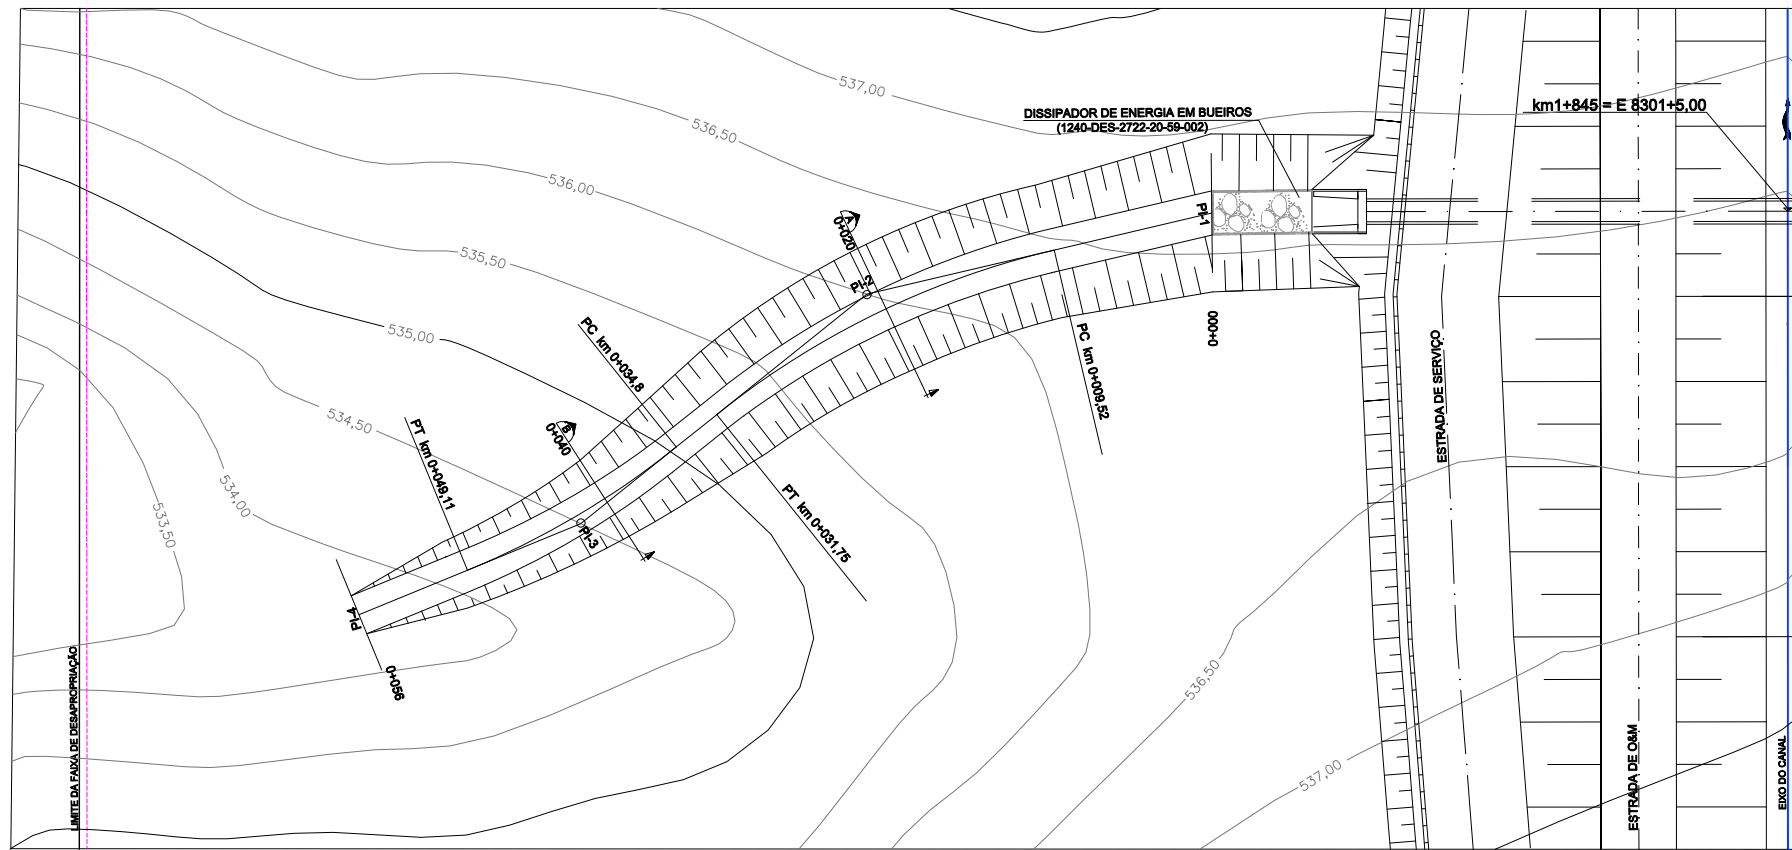 537,00
DISSIPADOR DE ENERGIA EM BUEIROS
(1240-DES-2722-20-59-002)
km1+845 = E 8301+5,00
536,50
536,00
PI-1
A
0+020
535,50
PI-2
535,00
PC km 0+034,8
0+000
PC km 0+009,52
ESTRADA DE SERVIÇO
534,50
PT km 0+049,11
B
0+040
534,00
533,50
PI-3
PT km 0+031,75
PI-4
0+056
536,50
537,00
LIMITE DA FAIXA DE DESAPROPRIAÇÃO
ESTRADA DE O&M
EIXO DO CANAL